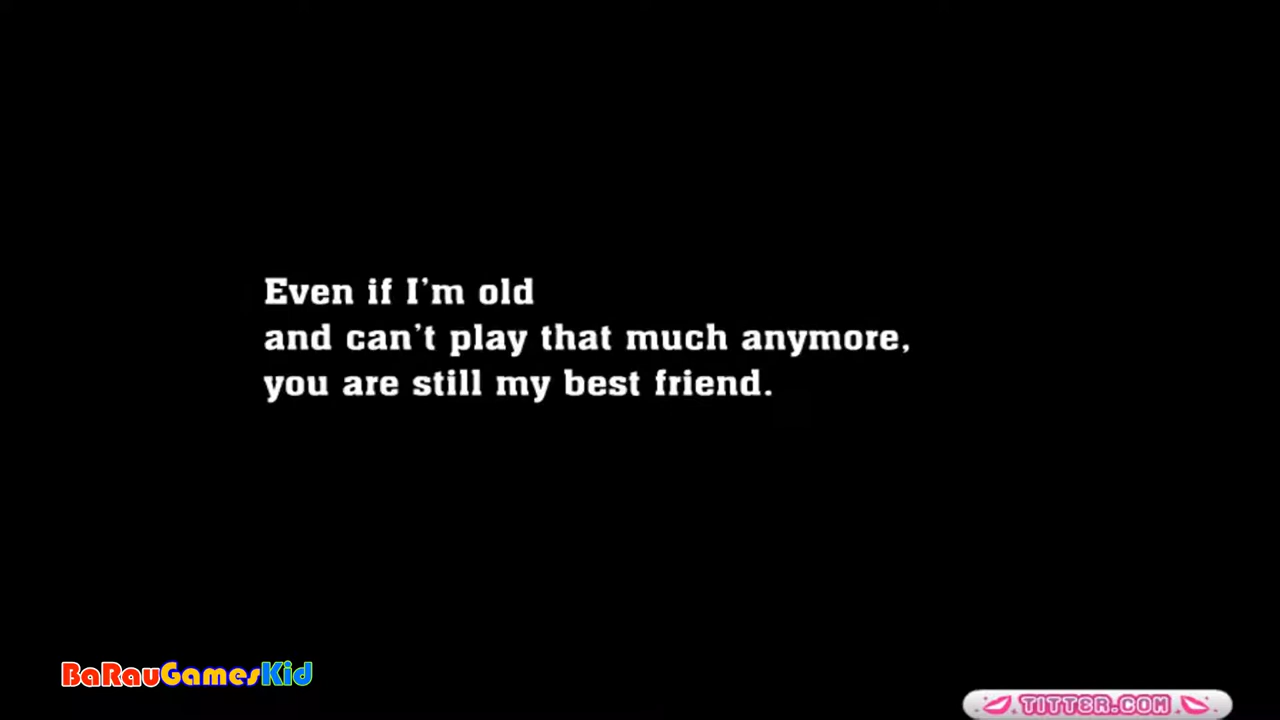 Even if I'm old
and can't play that much anymore,
you are still my best friend.
BaRauGamesKid
TITTER.COM